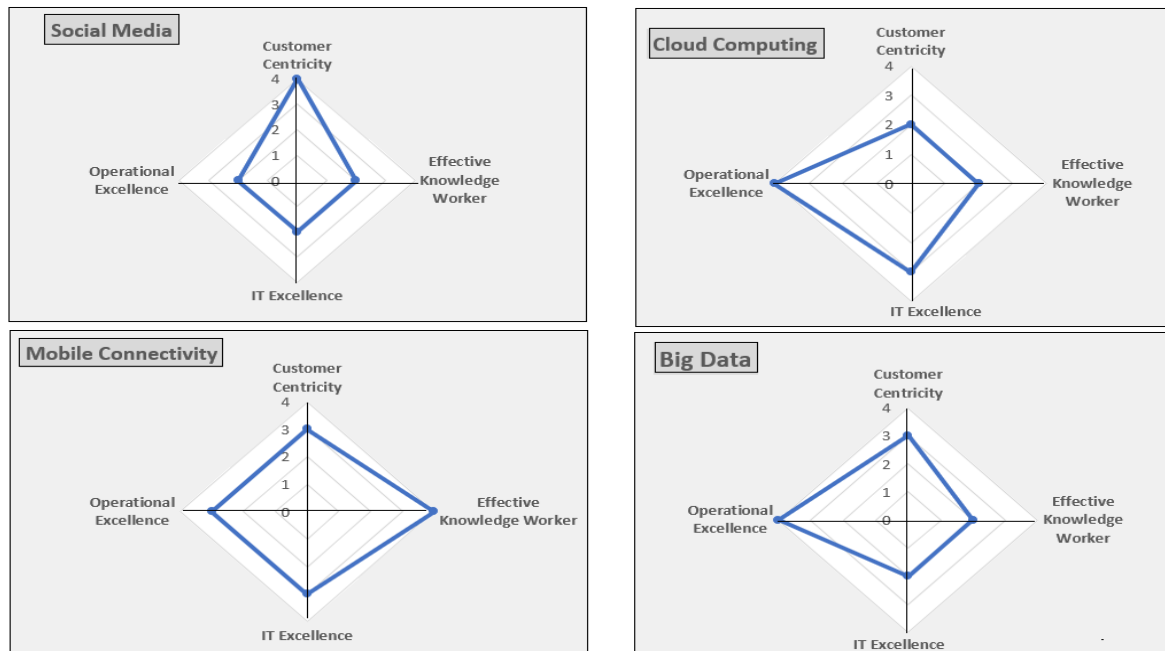 Social Media
Customer
Centricity
4
3
2
1
0
Operational
Excellence
Effective
Knowledge
Worker
IT Excellence
Cloud Computing
Customer
Centricity
4
3
2
1
0
Operational
Excellence
Effective
Knowledge
Worker
IT Excellence
Mobile Connectivity
Customer
Centricity
4
3
2
1
0
Operational
Excellence
Effective
Knowledge Worker
IT Excellence
Big Data
Customer
Centricity
4
3
2
1
0
Operational
Excellence
Effective
Knowledge
Worker
IT Excellence